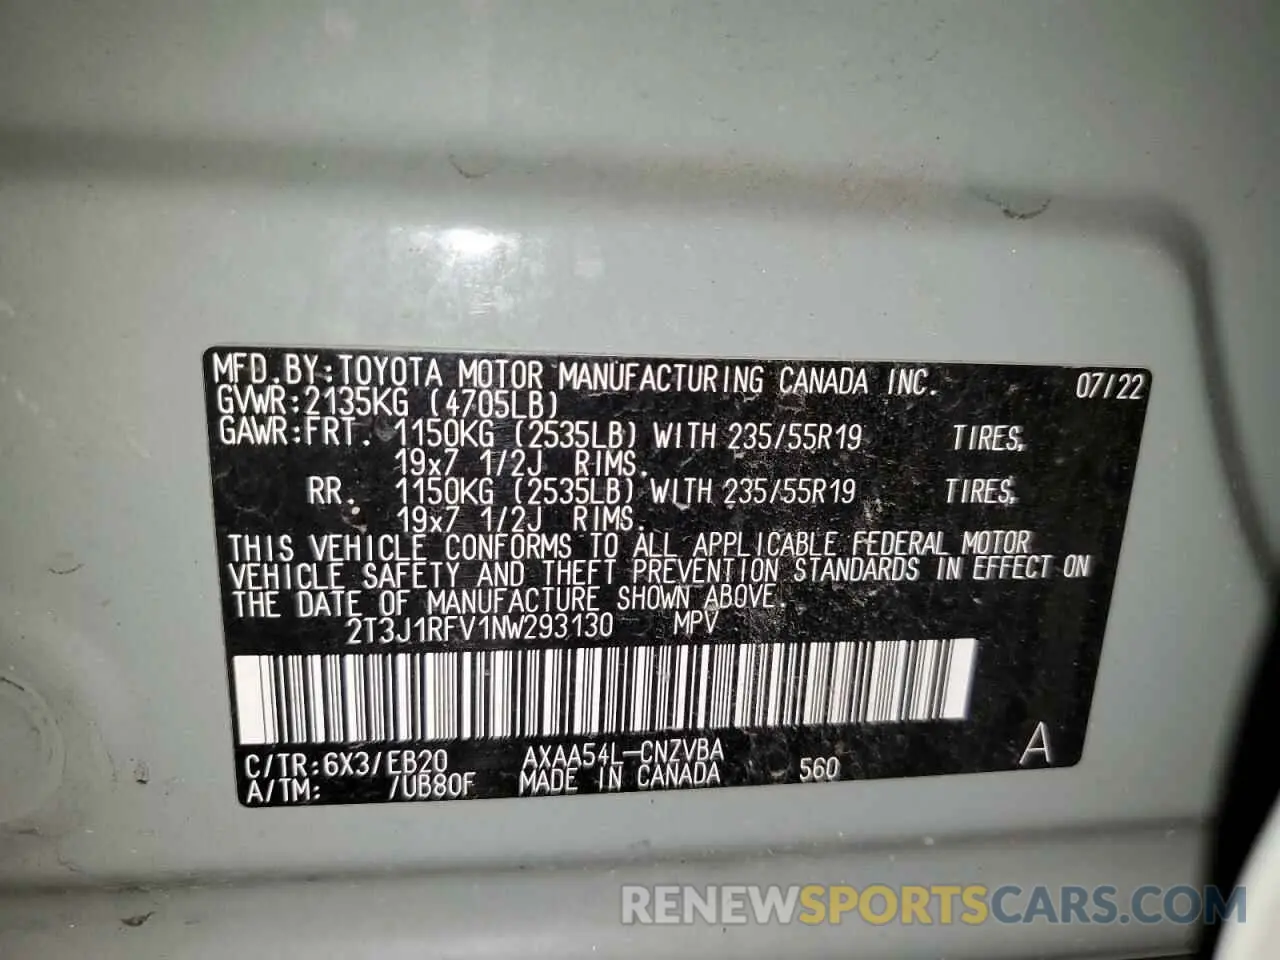 MFD.BY:TOYOTA MOTOR MANUFACTURING CANADA INC. 07/22
GVWR:2135KG (4705LB)
GAWR:FRT. 1150KG (2535LB) WITH 235/55R19 TIRES,
19x7 1/2J RIMS.
RR. 1150KG (2535LB) WITH 235/55R19 TIRES,
19x7 1/2J RIMS.
THIS VEHICLE CONFORMS TO ALL APPLICABLE FEDERAL MOTOR
VEHICLE SAFETY AND THEFT PREVENTION STANDARDS IN EFFECT ON
THE DATE OF MANUFACTURE SHOWN ABOVE.
2T3J1RFV1NW293130 MPV
C/TR:6X3/EB20 AXAA54L-CNZVBA A
A/TM: /UB80F MADE IN CANADA 560
RENEWSPORTSCARS.COM